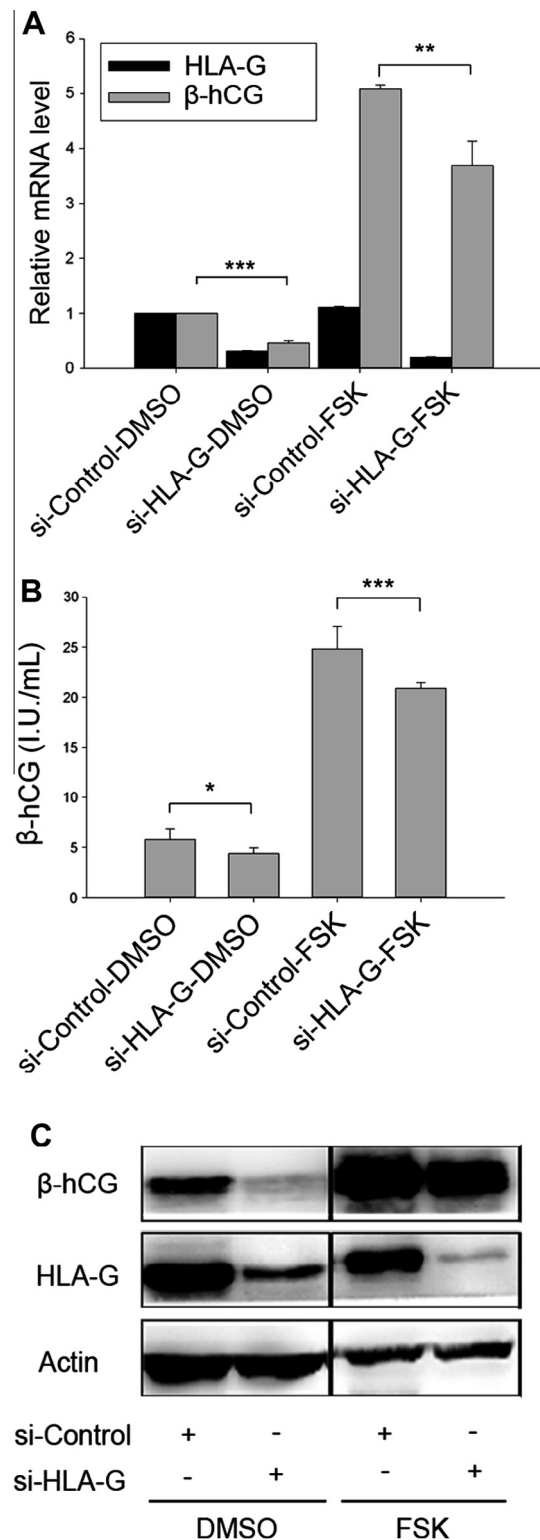 A
Relative mRNA level
6
5
4
3
2
1
0
HLA-G
β-hCG
***
**
si-Control-DMSO
si-HLA-G-DMSO
si-Control-FSK
si-HLA-G-FSK
B
β-hCG (I.U./mL)
30
25
20
15
10
5
0
*
***
si-Control-DMSO
si-HLA-G-DMSO
si-Control-FSK
si-HLA-G-FSK
C
β-hCG
HLA-G
Actin
si-Control + - + -
si-HLA-G - + - +
DMSO FSK